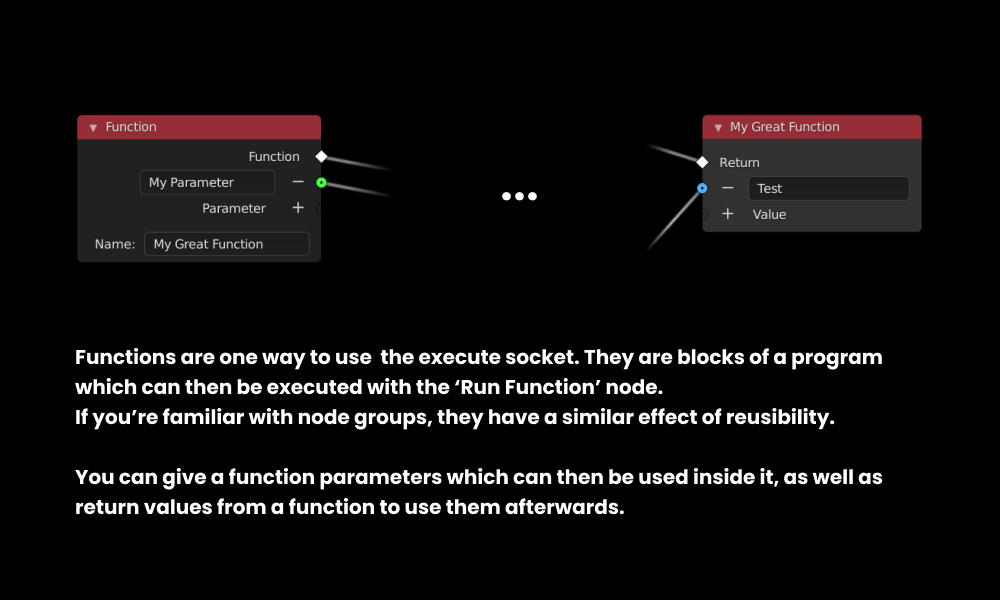 Function
Function
My Parameter
Parameter
Name: My Great Function
My Great Function
Return
Test
Value
Functions are one way to use  the execute socket. They are blocks of a program
which can then be executed with the ‘Run Function’ node.
If you’re familiar with node groups, they have a similar effect of reusibility.
You can give a function parameters which can then be used inside it, as well as
return values from a function to use them afterwards.